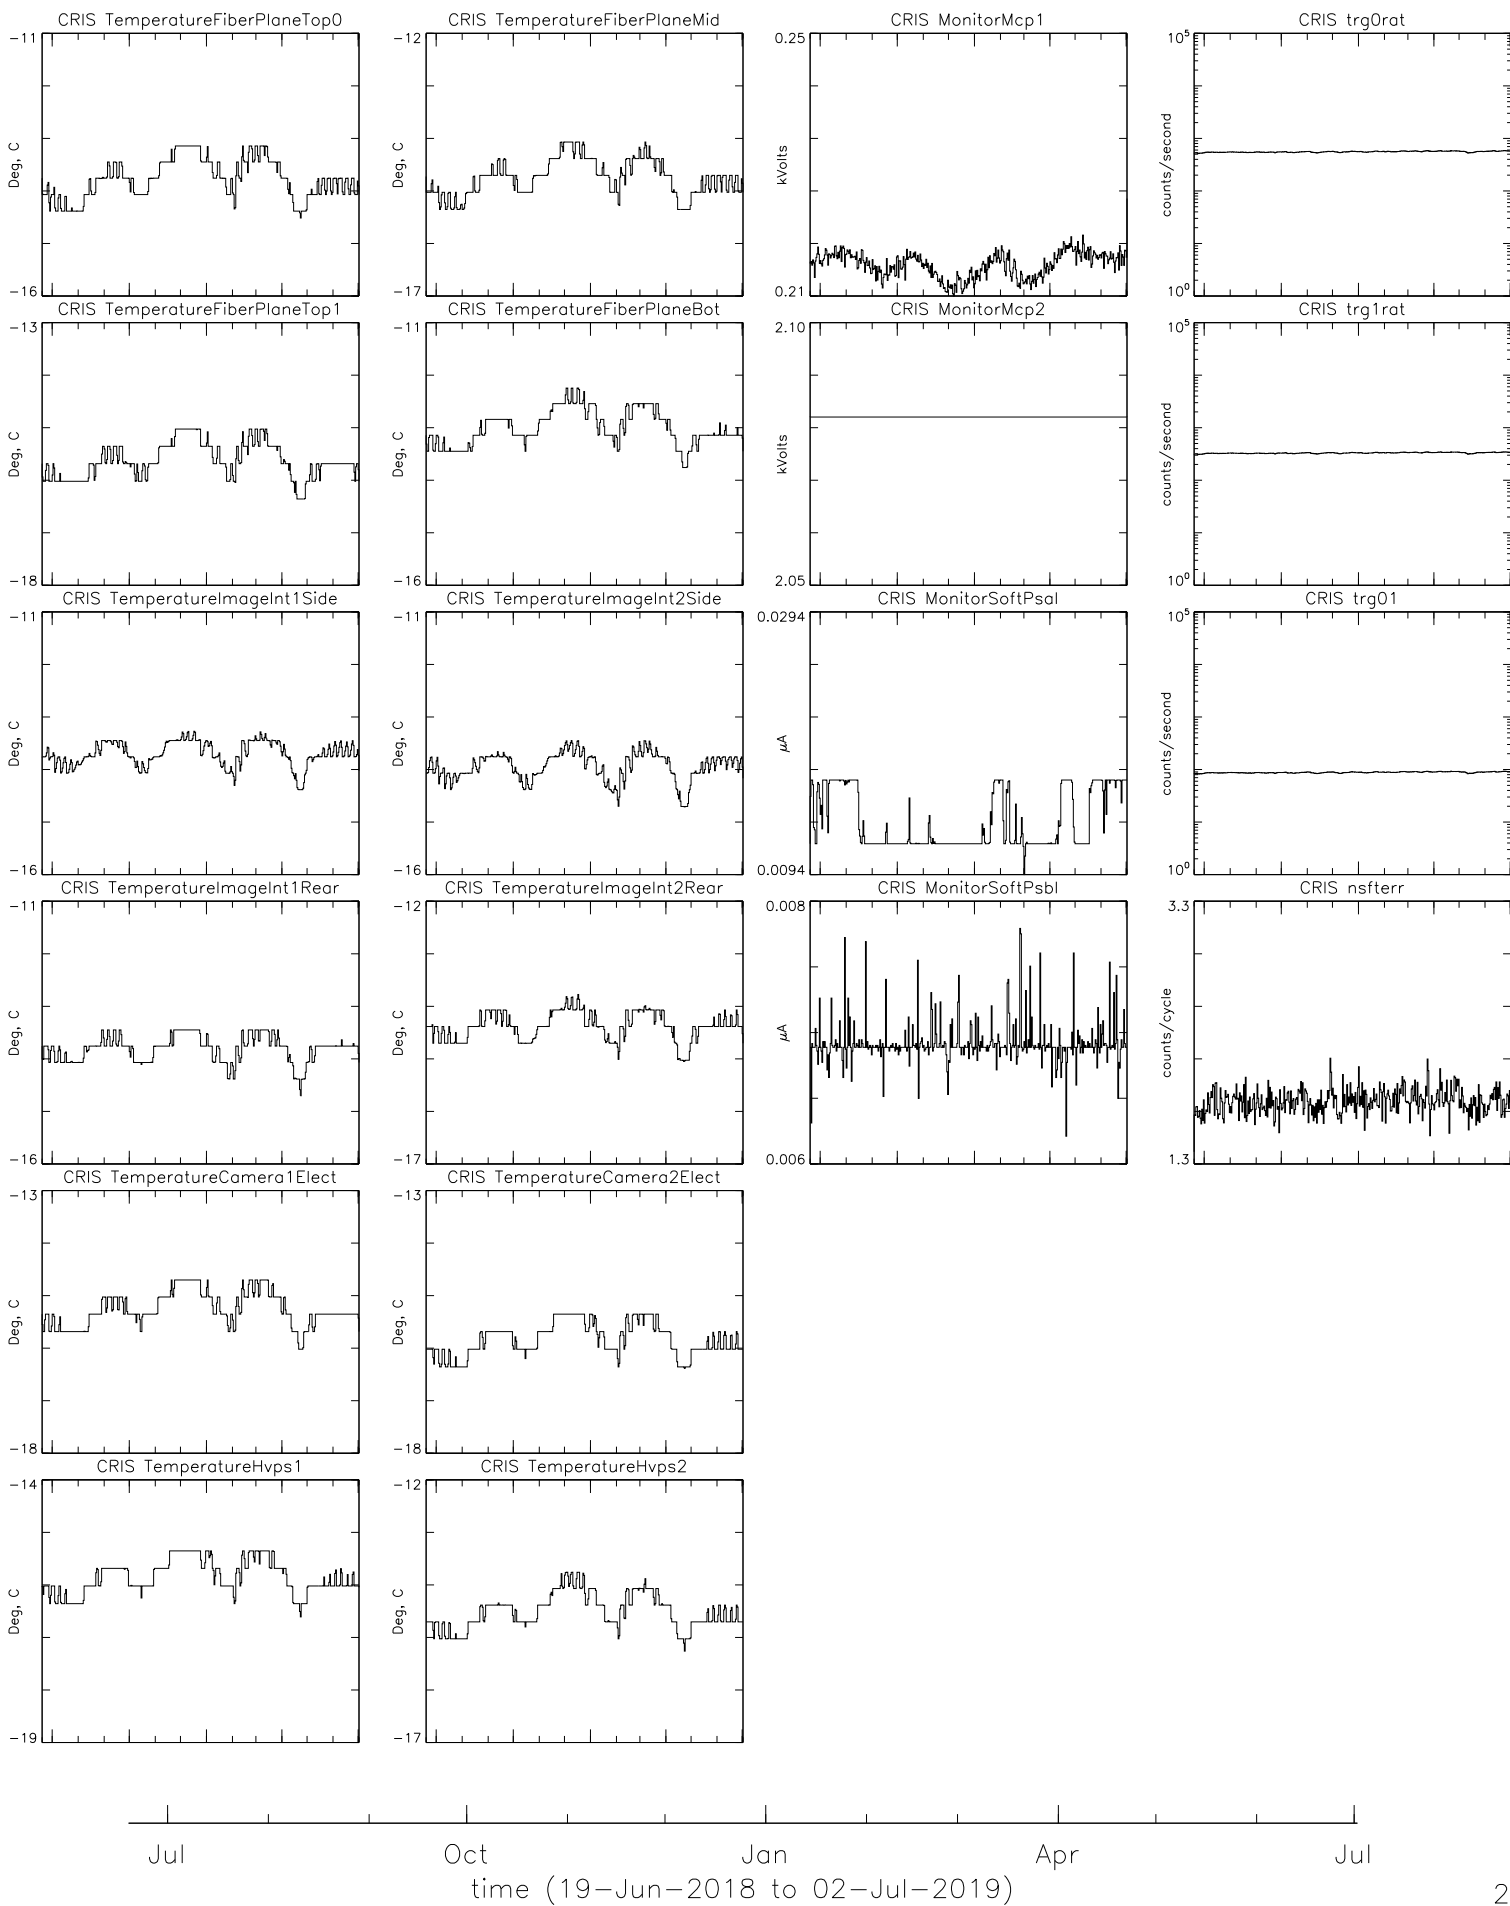 CRIS TemperatureFiberPlaneTop0 CRIS TemperatureFiberPlaneMid CRIS MonitorMcp1 CRIS trg0rat
-11 -12 0.25 10^5
Deg, C Deg, C kVolts counts/second
-16 -17 0.21 10^0
CRIS TemperatureFiberPlaneTop1 CRIS TemperatureFiberPlaneBot CRIS MonitorMcp2 CRIS trg1rat
-13 -11 2.10 10^5
Deg, C Deg, C kVolts counts/second
-18 -16 2.05 10^0
CRIS TemperatureImageInt1Side CRIS TemperatureImageInt2Side CRIS MonitorSoftPsaI CRIS trg01
-11 -11 0.0294 10^5
Deg, C Deg, C μA counts/second
-16 -16 0.0094 10^0
CRIS TemperatureImageInt1Rear CRIS TemperatureImageInt2Rear CRIS MonitorSoftPsbI CRIS nsfterr
-11 -12 0.008 3.3
Deg, C Deg, C μA counts/cycle
-16 -17 0.006 1.3
CRIS TemperatureCamera1Elect CRIS TemperatureCamera2Elect
-13 -13
Deg, C Deg, C
-18 -18
CRIS TemperatureHvps1 CRIS TemperatureHvps2
-14 -12
Deg, C Deg, C
-19 -17
Jul Oct Jan Apr Jul
time (19-Jun-2018 to 02-Jul-2019)
2